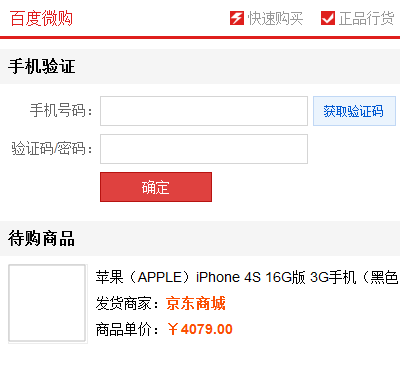 百度微购 快速购买 正品行货
手机验证
手机号码： 获取验证码
验证码/密码：
确定
待购商品
苹果（APPLE）iPhone 4S 16G版 3G手机（黑色
发货商家：京东商城
商品单价：￥4079.00